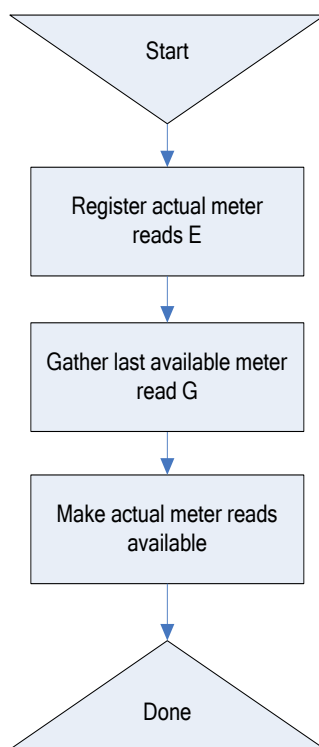 Start
Register actual meter
reads E
Gather last available meter
read G
Make actual meter reads
available
Done